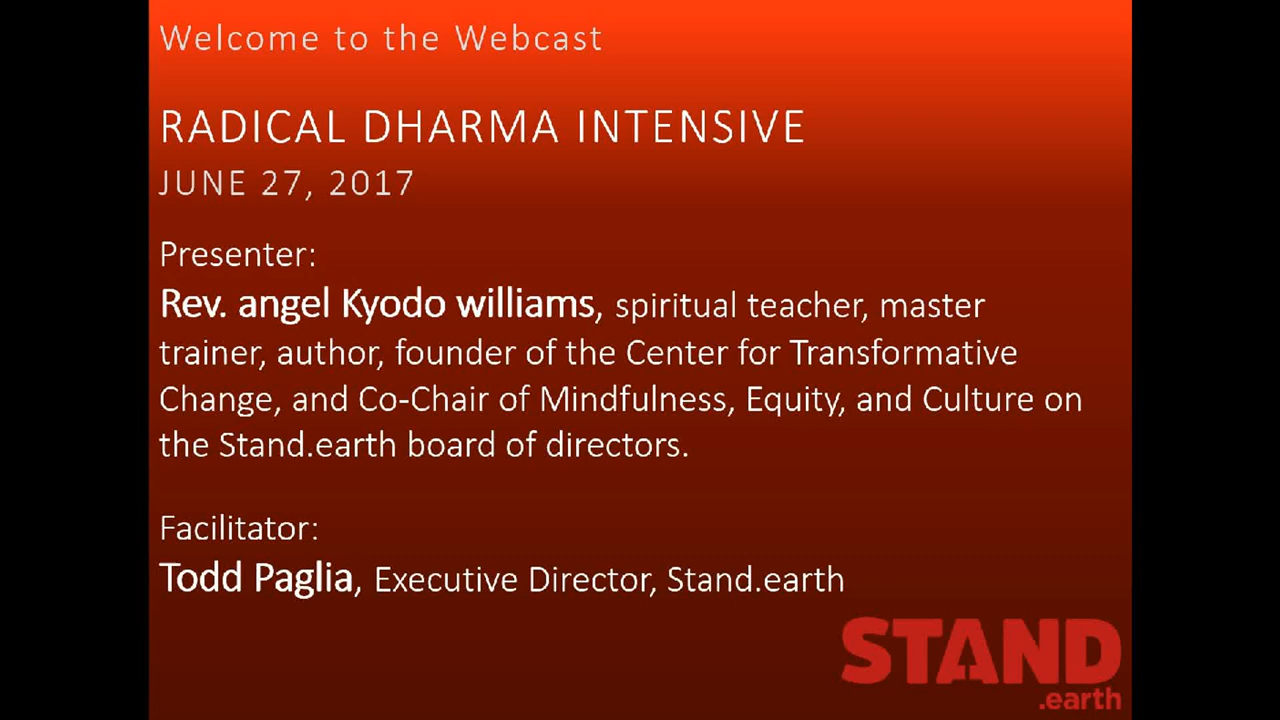 Welcome to the Webcast
RADICAL DHARMA INTENSIVE
JUNE 27, 2017
Presenter:
Rev. angel Kyodo williams, spiritual teacher, master
trainer, author, founder of the Center for Transformative
Change, and Co-Chair of Mindfulness, Equity, and Culture on
the Stand.earth board of directors.
Facilitator:
Todd Paglia, Executive Director, Stand.earth
STAND
.earth